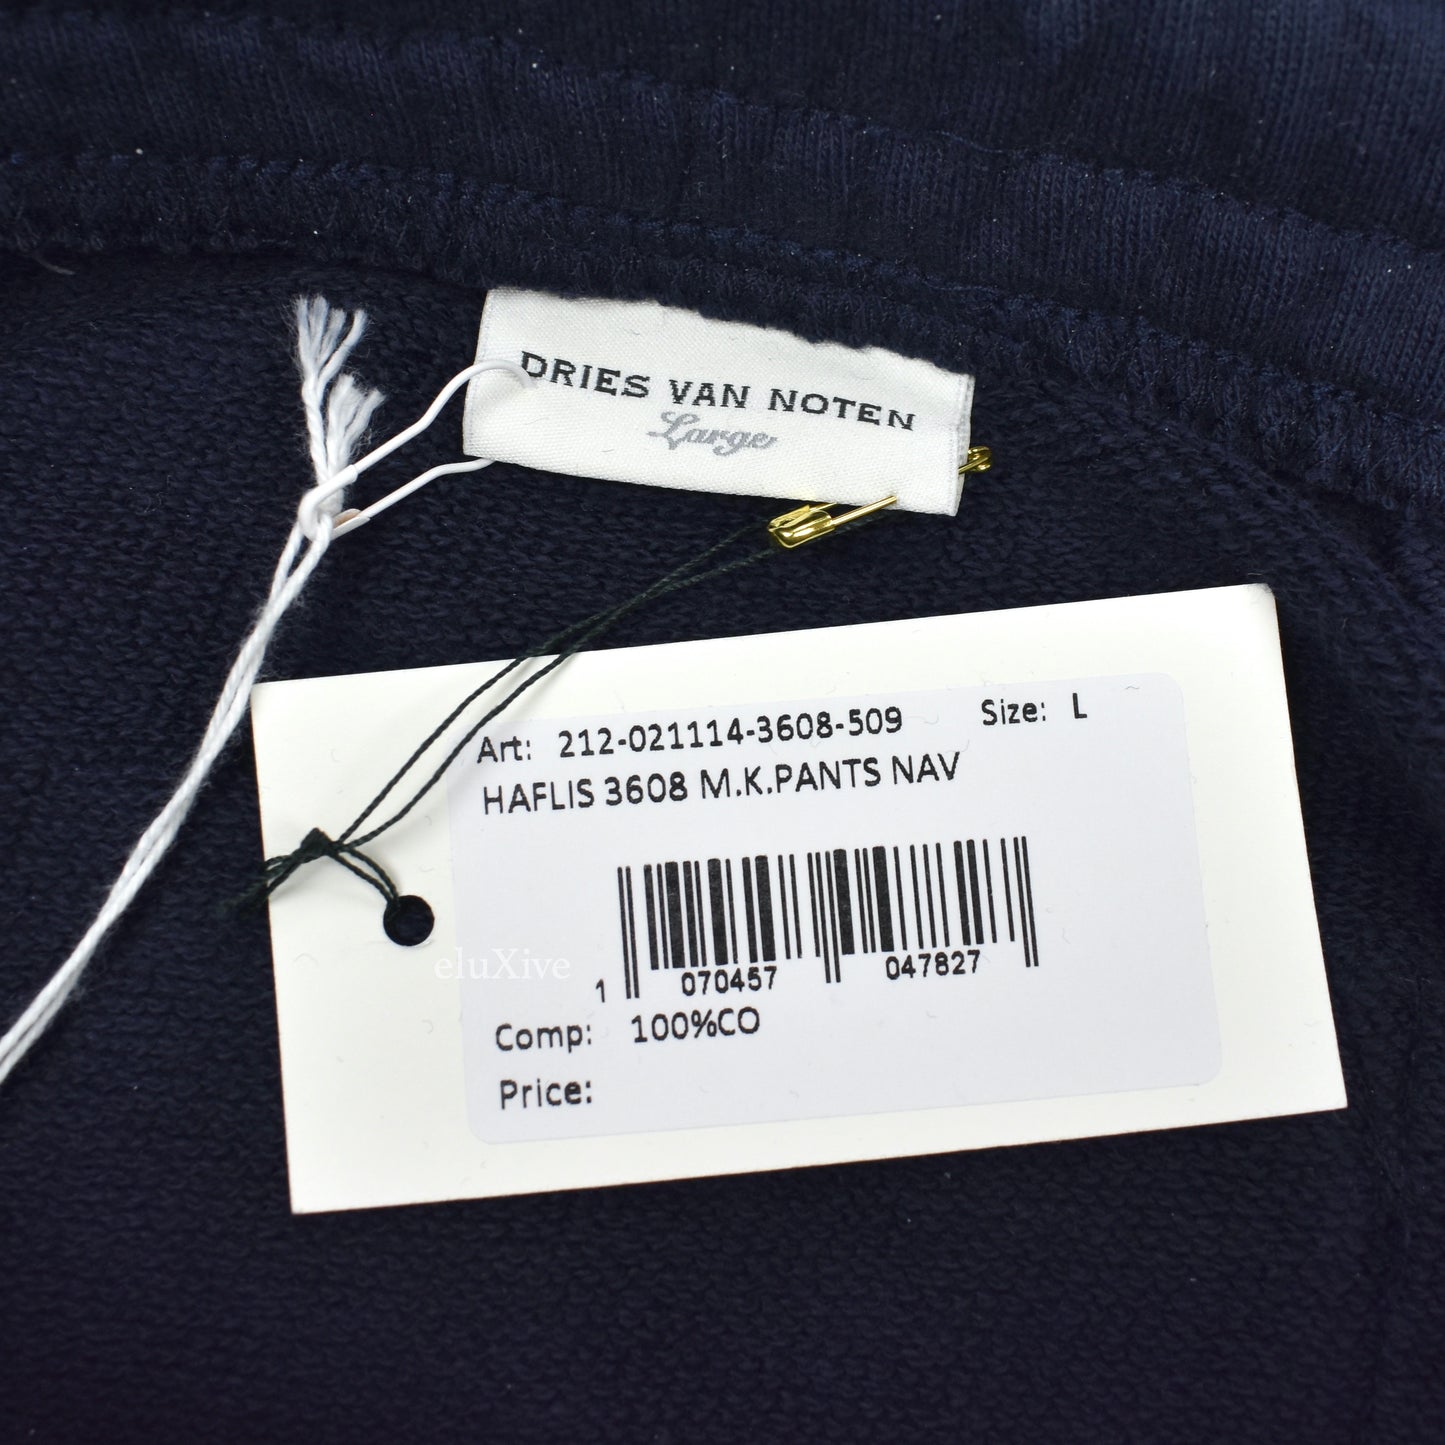 DRIES VAN NOTEN
Large
Art: 212-021114-3608-509 Size: L
HAFLIS 3608 M.K.PANTS NAV
1 070457 047827
eluXive
Comp: 100%CO
Price: